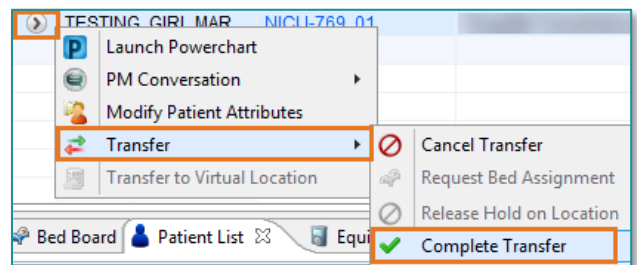 TESTING, GIRL MAR NICU-769 01
Launch Powerchart
PM Conversation
Modify Patient Attributes
Transfer
Cancel Transfer
Transfer to Virtual Location
Request Bed Assignment
Release Hold on Location
Bed Board Patient List Equi
Complete Transfer